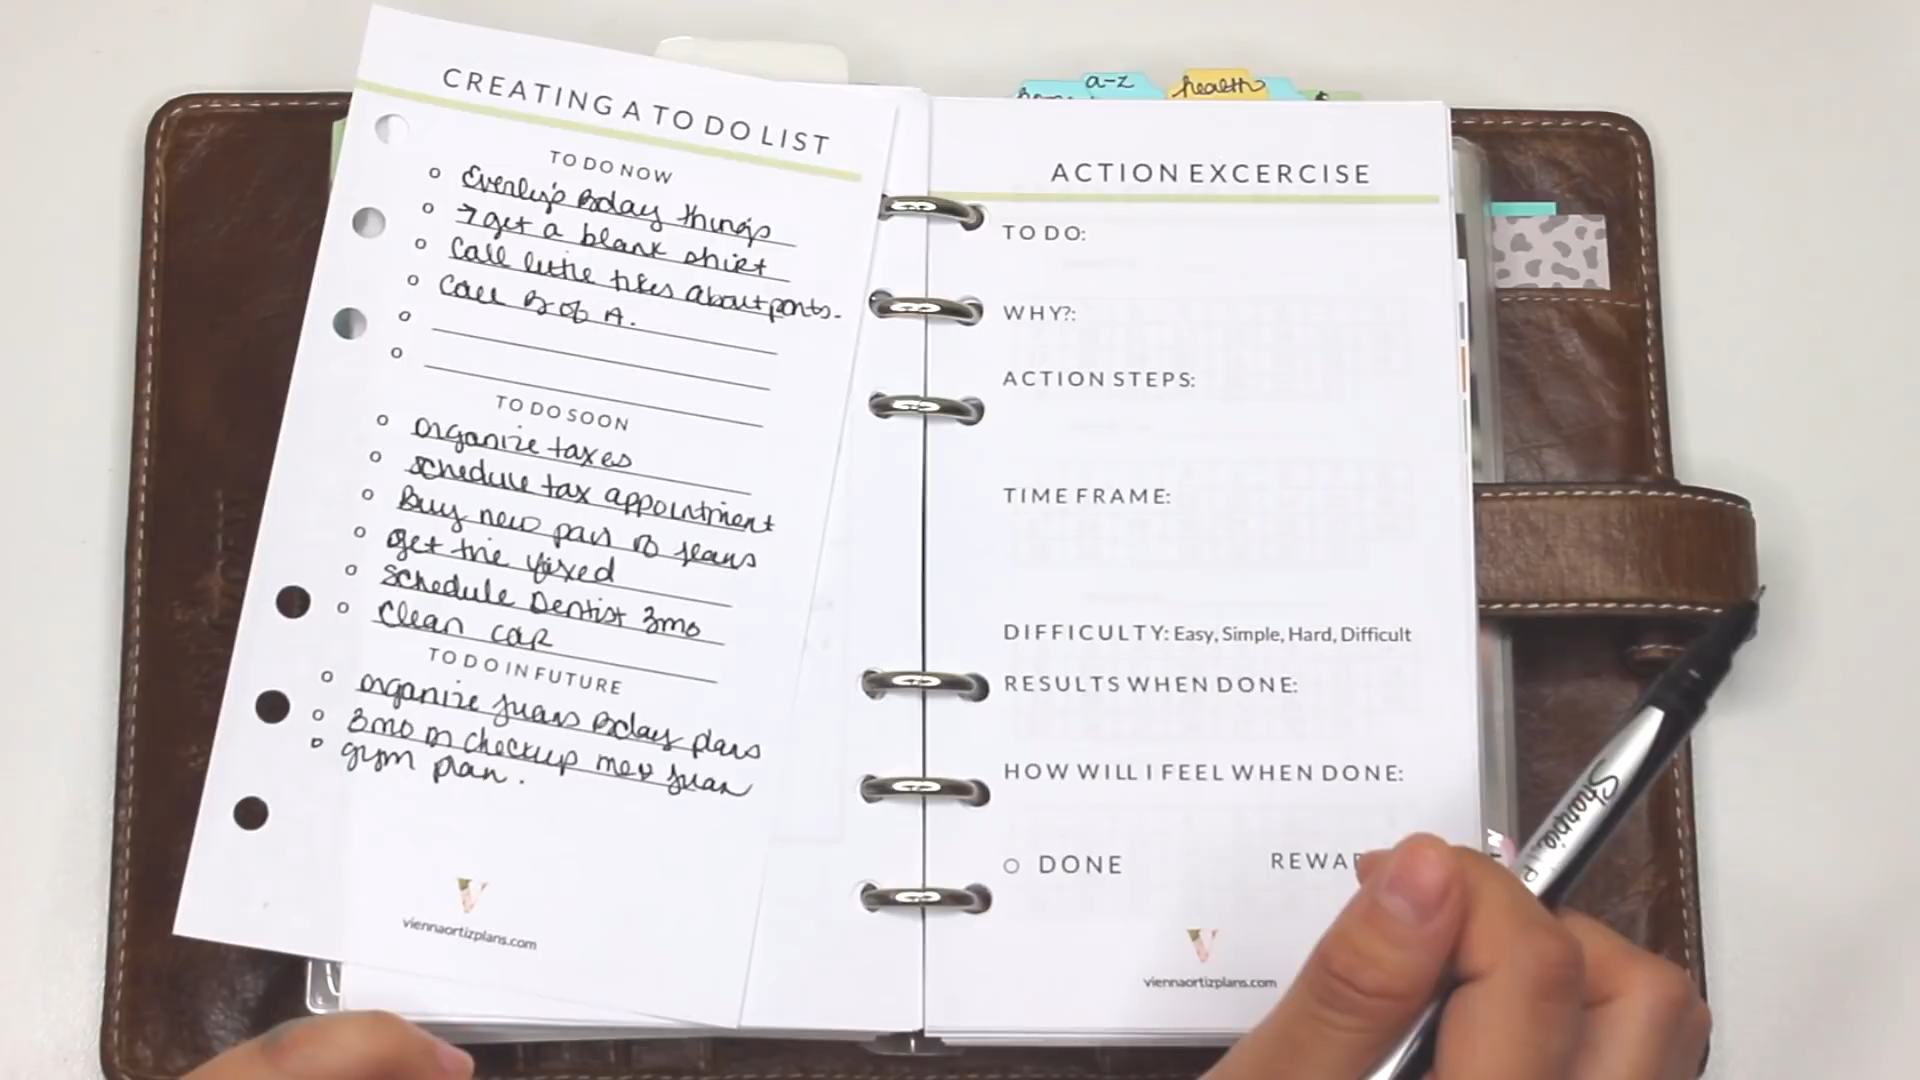 CREATING A TO DO LIST
TO DO NOW
Everly's Bday things
→ get a blank shirt
Call little tikes about parts.
Call B of A.
TO DO SOON
organize taxes
schedule tax appointment
Buy new pair of jeans
get tire fixed
Schedule Dentist 3mo
Clean car
TO DO IN FUTURE
organize Juans Bday plans
3mo checkup me Juan
gym plan.
viennaortizplans.com
a-z
health
ACTION EXCERCISE
TO DO:
WHY?:
ACTION STEPS:
TIME FRAME:
DIFFICULTY: Easy, Simple, Hard, Difficult
RESULTS WHEN DONE:
HOW WILL I FEEL WHEN DONE:
DONE
viennaortizplans.com
Sharpie